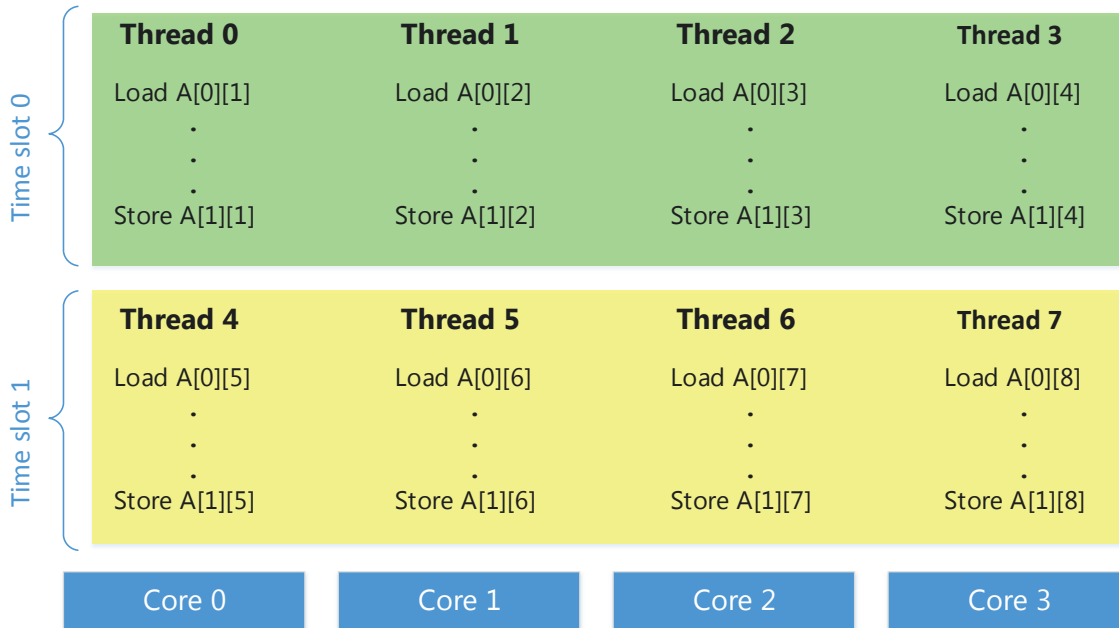 Time slot 0
Thread 0 Thread 1 Thread 2 Thread 3
Load A[0][1] Load A[0][2] Load A[0][3] Load A[0][4]
. . . .
. . . .
. . . .
Store A[1][1] Store A[1][2] Store A[1][3] Store A[1][4]
Time slot 1
Thread 4 Thread 5 Thread 6 Thread 7
Load A[0][5] Load A[0][6] Load A[0][7] Load A[0][8]
. . . .
. . . .
. . . .
Store A[1][5] Store A[1][6] Store A[1][7] Store A[1][8]
Core 0 Core 1 Core 2 Core 3